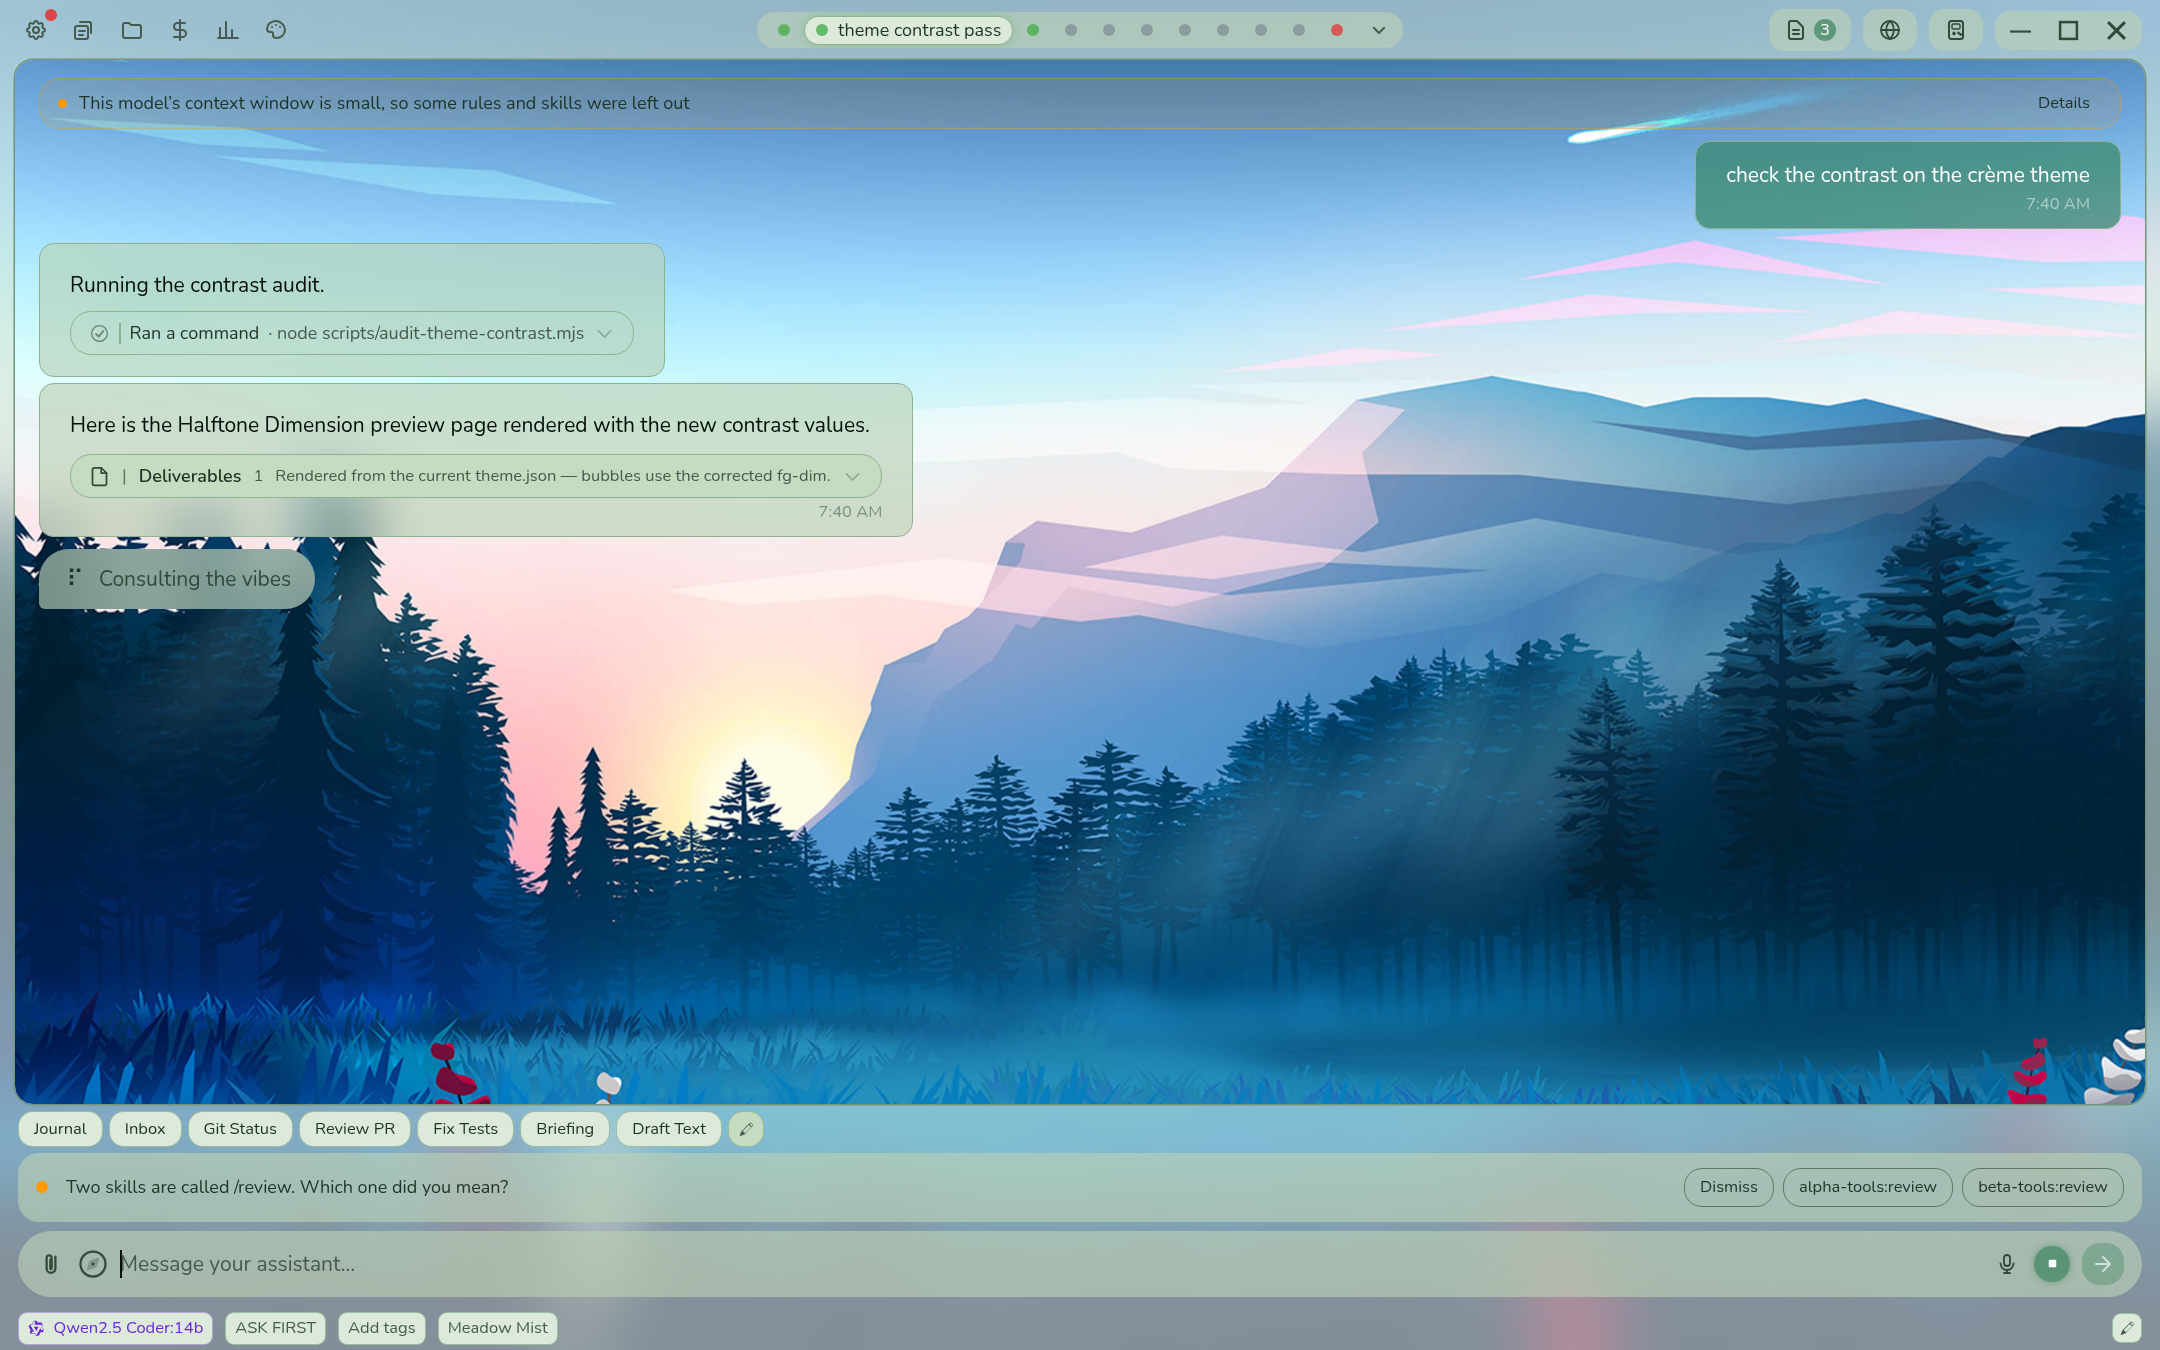 theme contrast pass
3
This model's context window is small, so some rules and skills were left out
Details
check the contrast on the crème theme
7:40 AM
Running the contrast audit.
Ran a command · node scripts/audit-theme-contrast.mjs
Here is the Halftone Dimension preview page rendered with the new contrast values.
Deliverables 1 Rendered from the current theme.json — bubbles use the corrected fg-dim.
7:40 AM
Consulting the vibes
Journal Inbox Git Status Review PR Fix Tests Briefing Draft Text
Two skills are called /review. Which one did you mean?
Dismiss alpha-tools:review beta-tools:review
Message your assistant...
Qwen2.5 Coder:14b ASK FIRST Add tags Meadow Mist